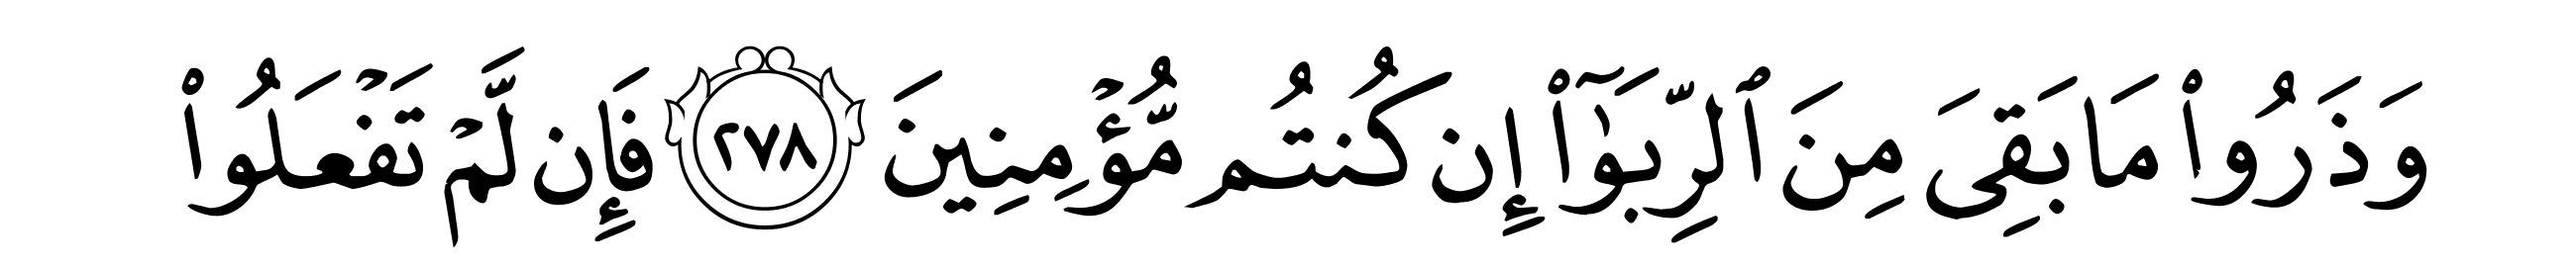 وَذَرُوا۟ مَا بَقِىَ مِنَ ٱلرِّبَوٰٓا۟ إِن كُنتُم مُّؤْمِنِينَ ٢٧٨ فَإِن لَّمْ تَفْعَلُوا۟